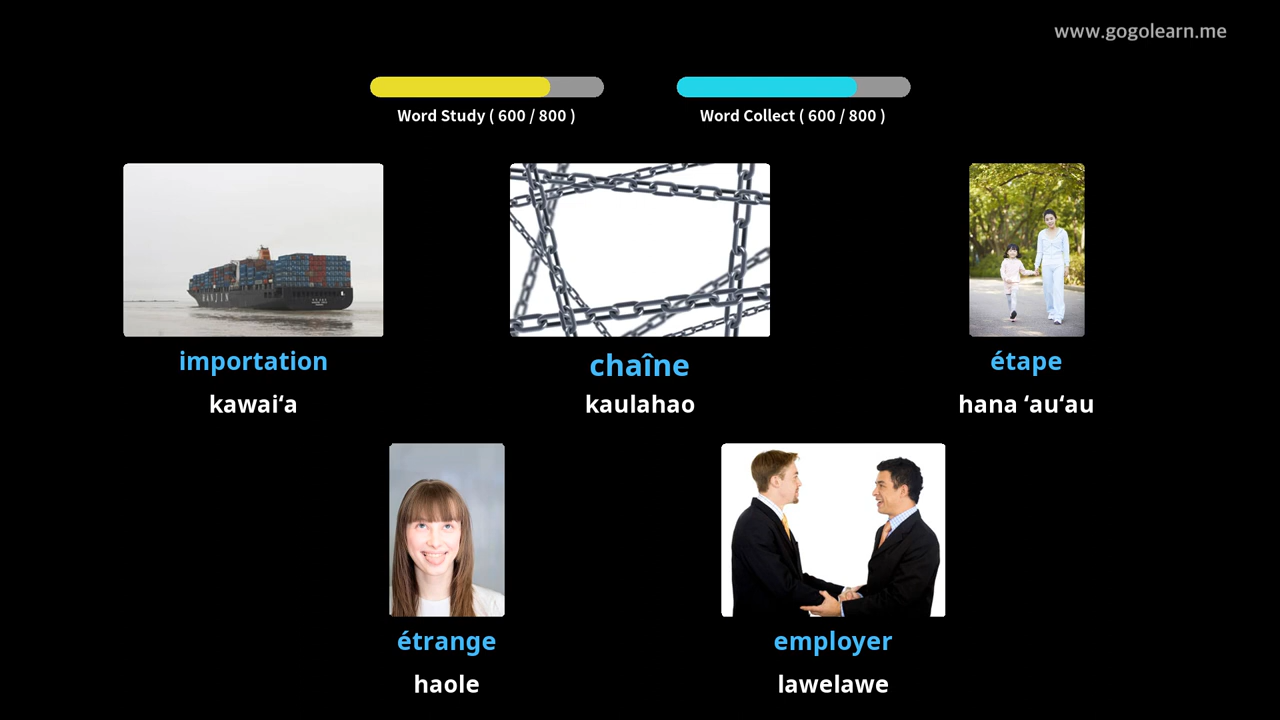 www.gogolearn.me
Word Study ( 600 / 800 )
Word Collect ( 600 / 800 )
importation
chaîne
étape
kawaiʻa
kaulahao
hana ʻauʻau
étrange
employer
haole
lawelawe